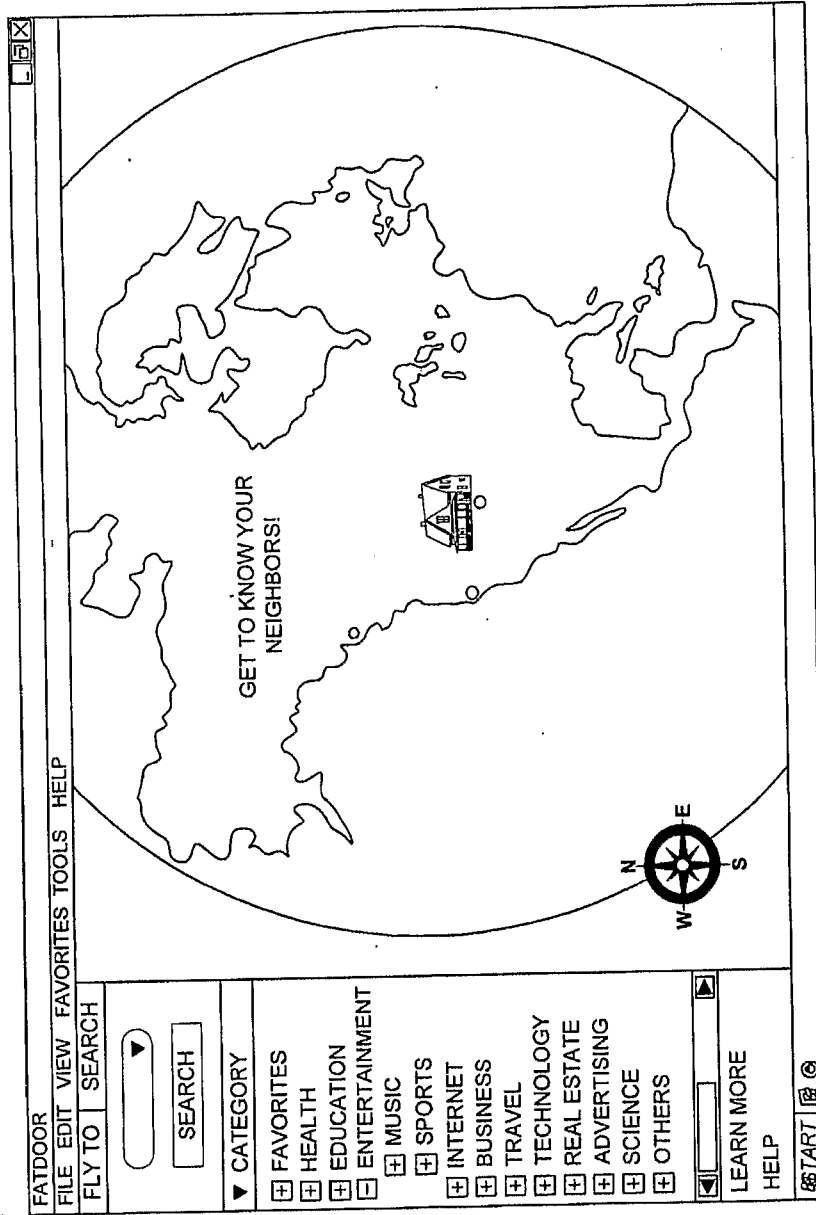 FATDOOR
FILE EDIT VIEW FAVORITES TOOLS HELP
FLY TO SEARCH
SEARCH
▼ CATEGORY
+ FAVORITES
+ HEALTH
+ EDUCATION
- ENTERTAINMENT
+ MUSIC
+ SPORTS
+ INTERNET
+ BUSINESS
+ TRAVEL
+ TECHNOLOGY
+ REAL ESTATE
+ ADVERTISING
+ SCIENCE
+ OTHERS
LEARN MORE
HELP
START
GET TO KNOW YOUR
NEIGHBORS!
N
W E
S